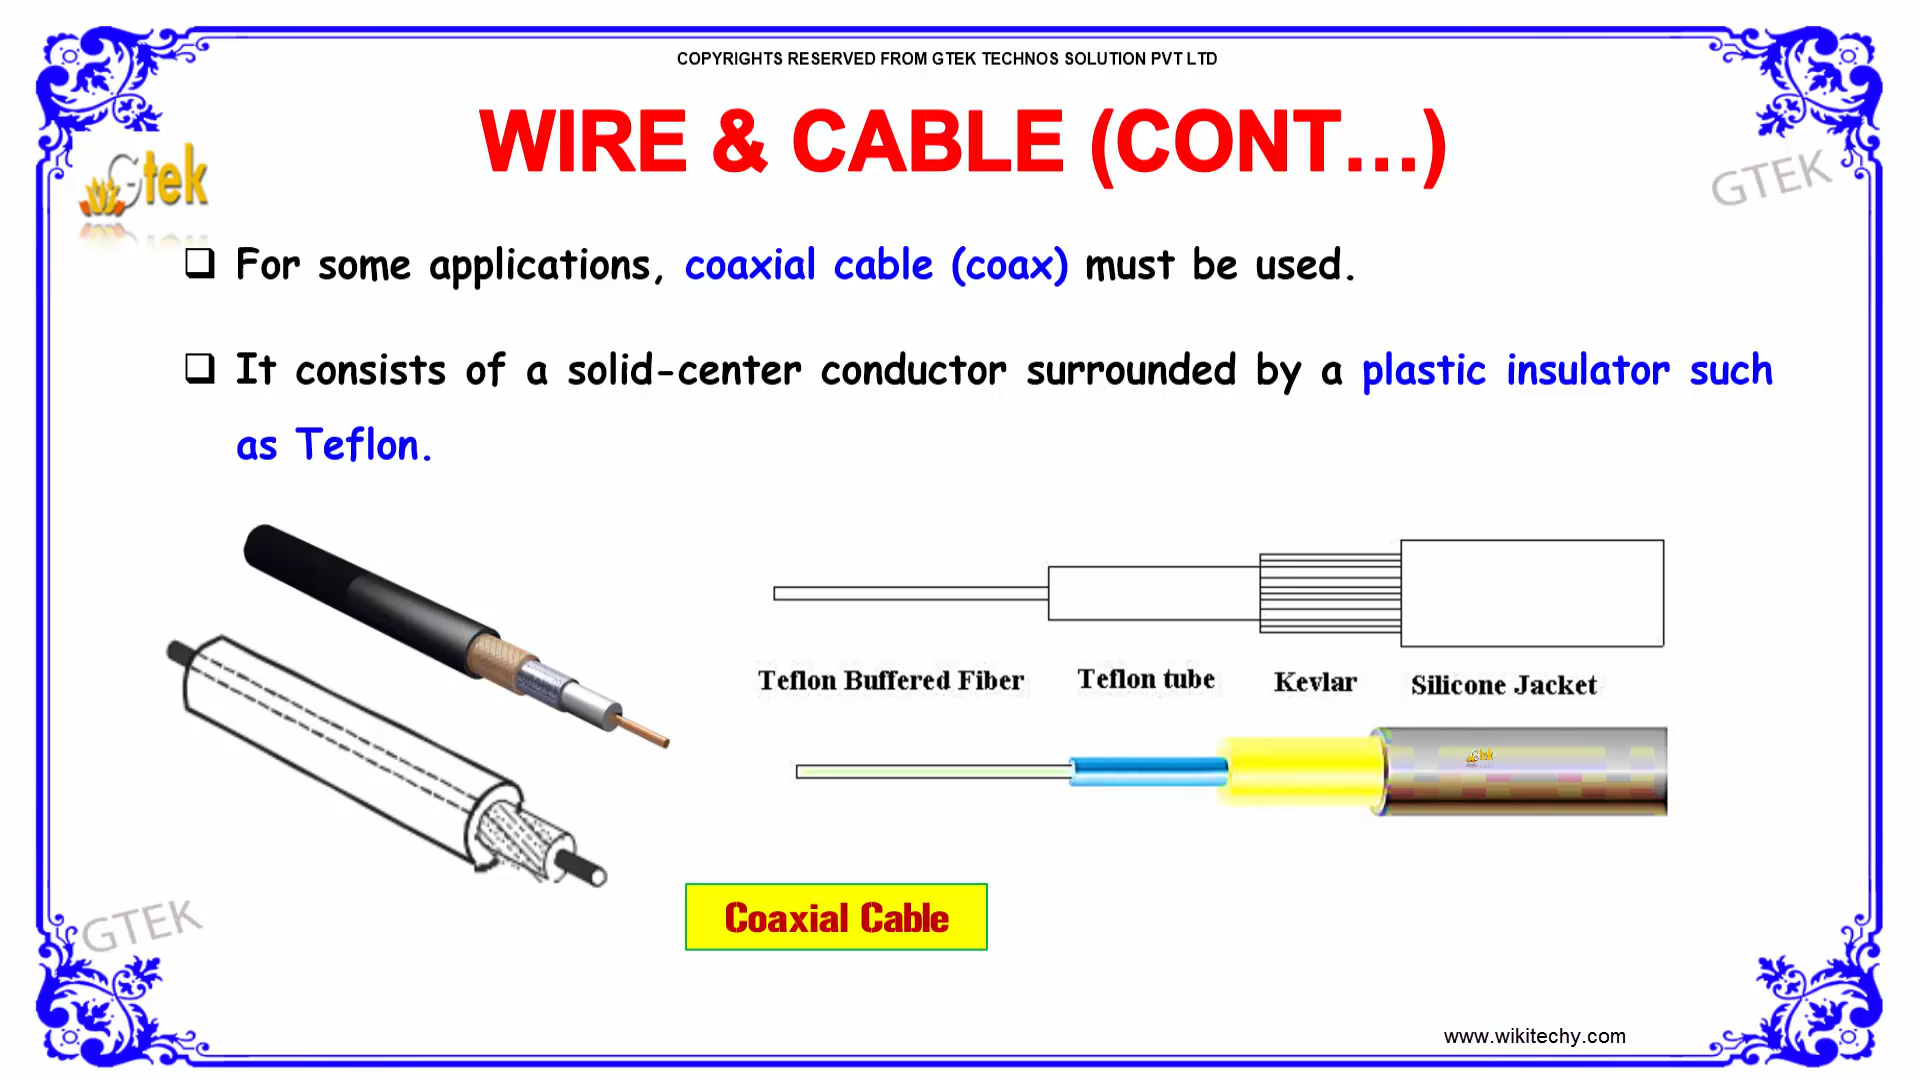 COPYRIGHTS RESERVED FROM GTEK TECHNOS SOLUTION PVT LTD
WIRE & CABLE (CONT...)
Gtek
GTEK
For some applications, coaxial cable (coax) must be used.
It consists of a solid-center conductor surrounded by a plastic insulator such
as Teflon.
Teflon Buffered Fiber
Teflon tube
Kevlar
Silicone Jacket
Gtek
Coaxial Cable
GTEK
www.wikitechy.com